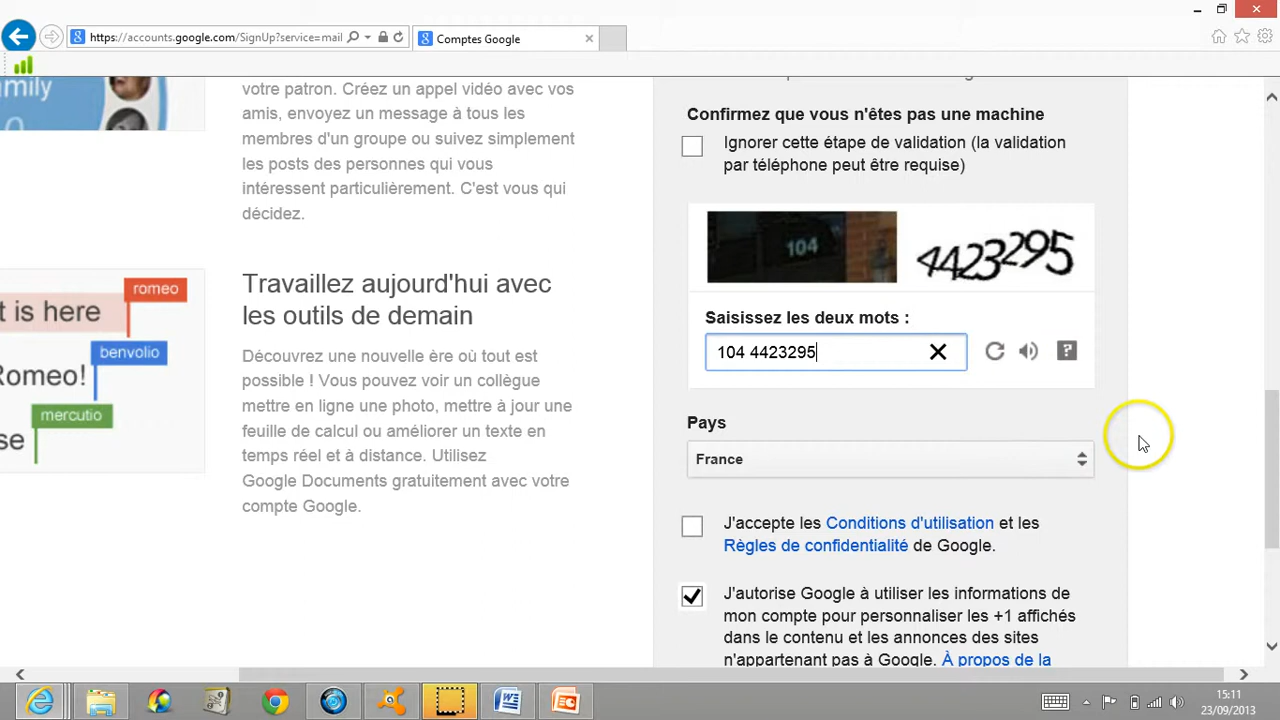 https://accounts.google.com/SignUp?service=mail
Comptes Google
votre patron. Créez un appel vidéo avec vos
amis, envoyez un message à tous les
membres d'un groupe ou suivez simplement
les posts des personnes qui vous
intéressent particulièrement. C'est vous qui
décidez.
Travaillez aujourd'hui avec
les outils de demain
Découvrez une nouvelle ère où tout est
possible ! Vous pouvez voir un collègue
mettre en ligne une photo, mettre à jour une
feuille de calcul ou améliorer un texte en
temps réel et à distance. Utilisez
Google Documents gratuitement avec votre
compte Google.
romeo
t is here
benvolio
Romeo!
mercutio
se
Confirmez que vous n'êtes pas une machine
Ignorer cette étape de validation (la validation
par téléphone peut être requise)
104
4423295
Saisissez les deux mots :
104 4423295
Pays
France
J'accepte les Conditions d'utilisation et les
Règles de confidentialité de Google.
J'autorise Google à utiliser les informations de
mon compte pour personnaliser les +1 affichés
dans le contenu et les annonces des sites
n'appartenant pas à Google. À propos de la
15:11
23/09/2013